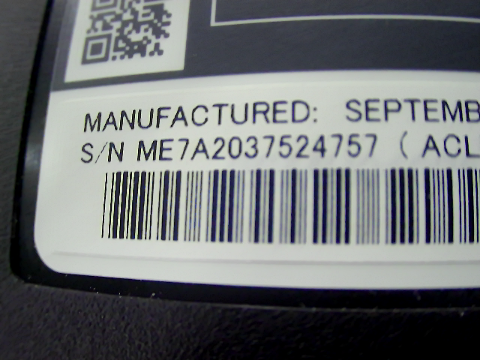 MANUFACTURED: SEPTEMB
S/N ME7A2037524757 ( ACL